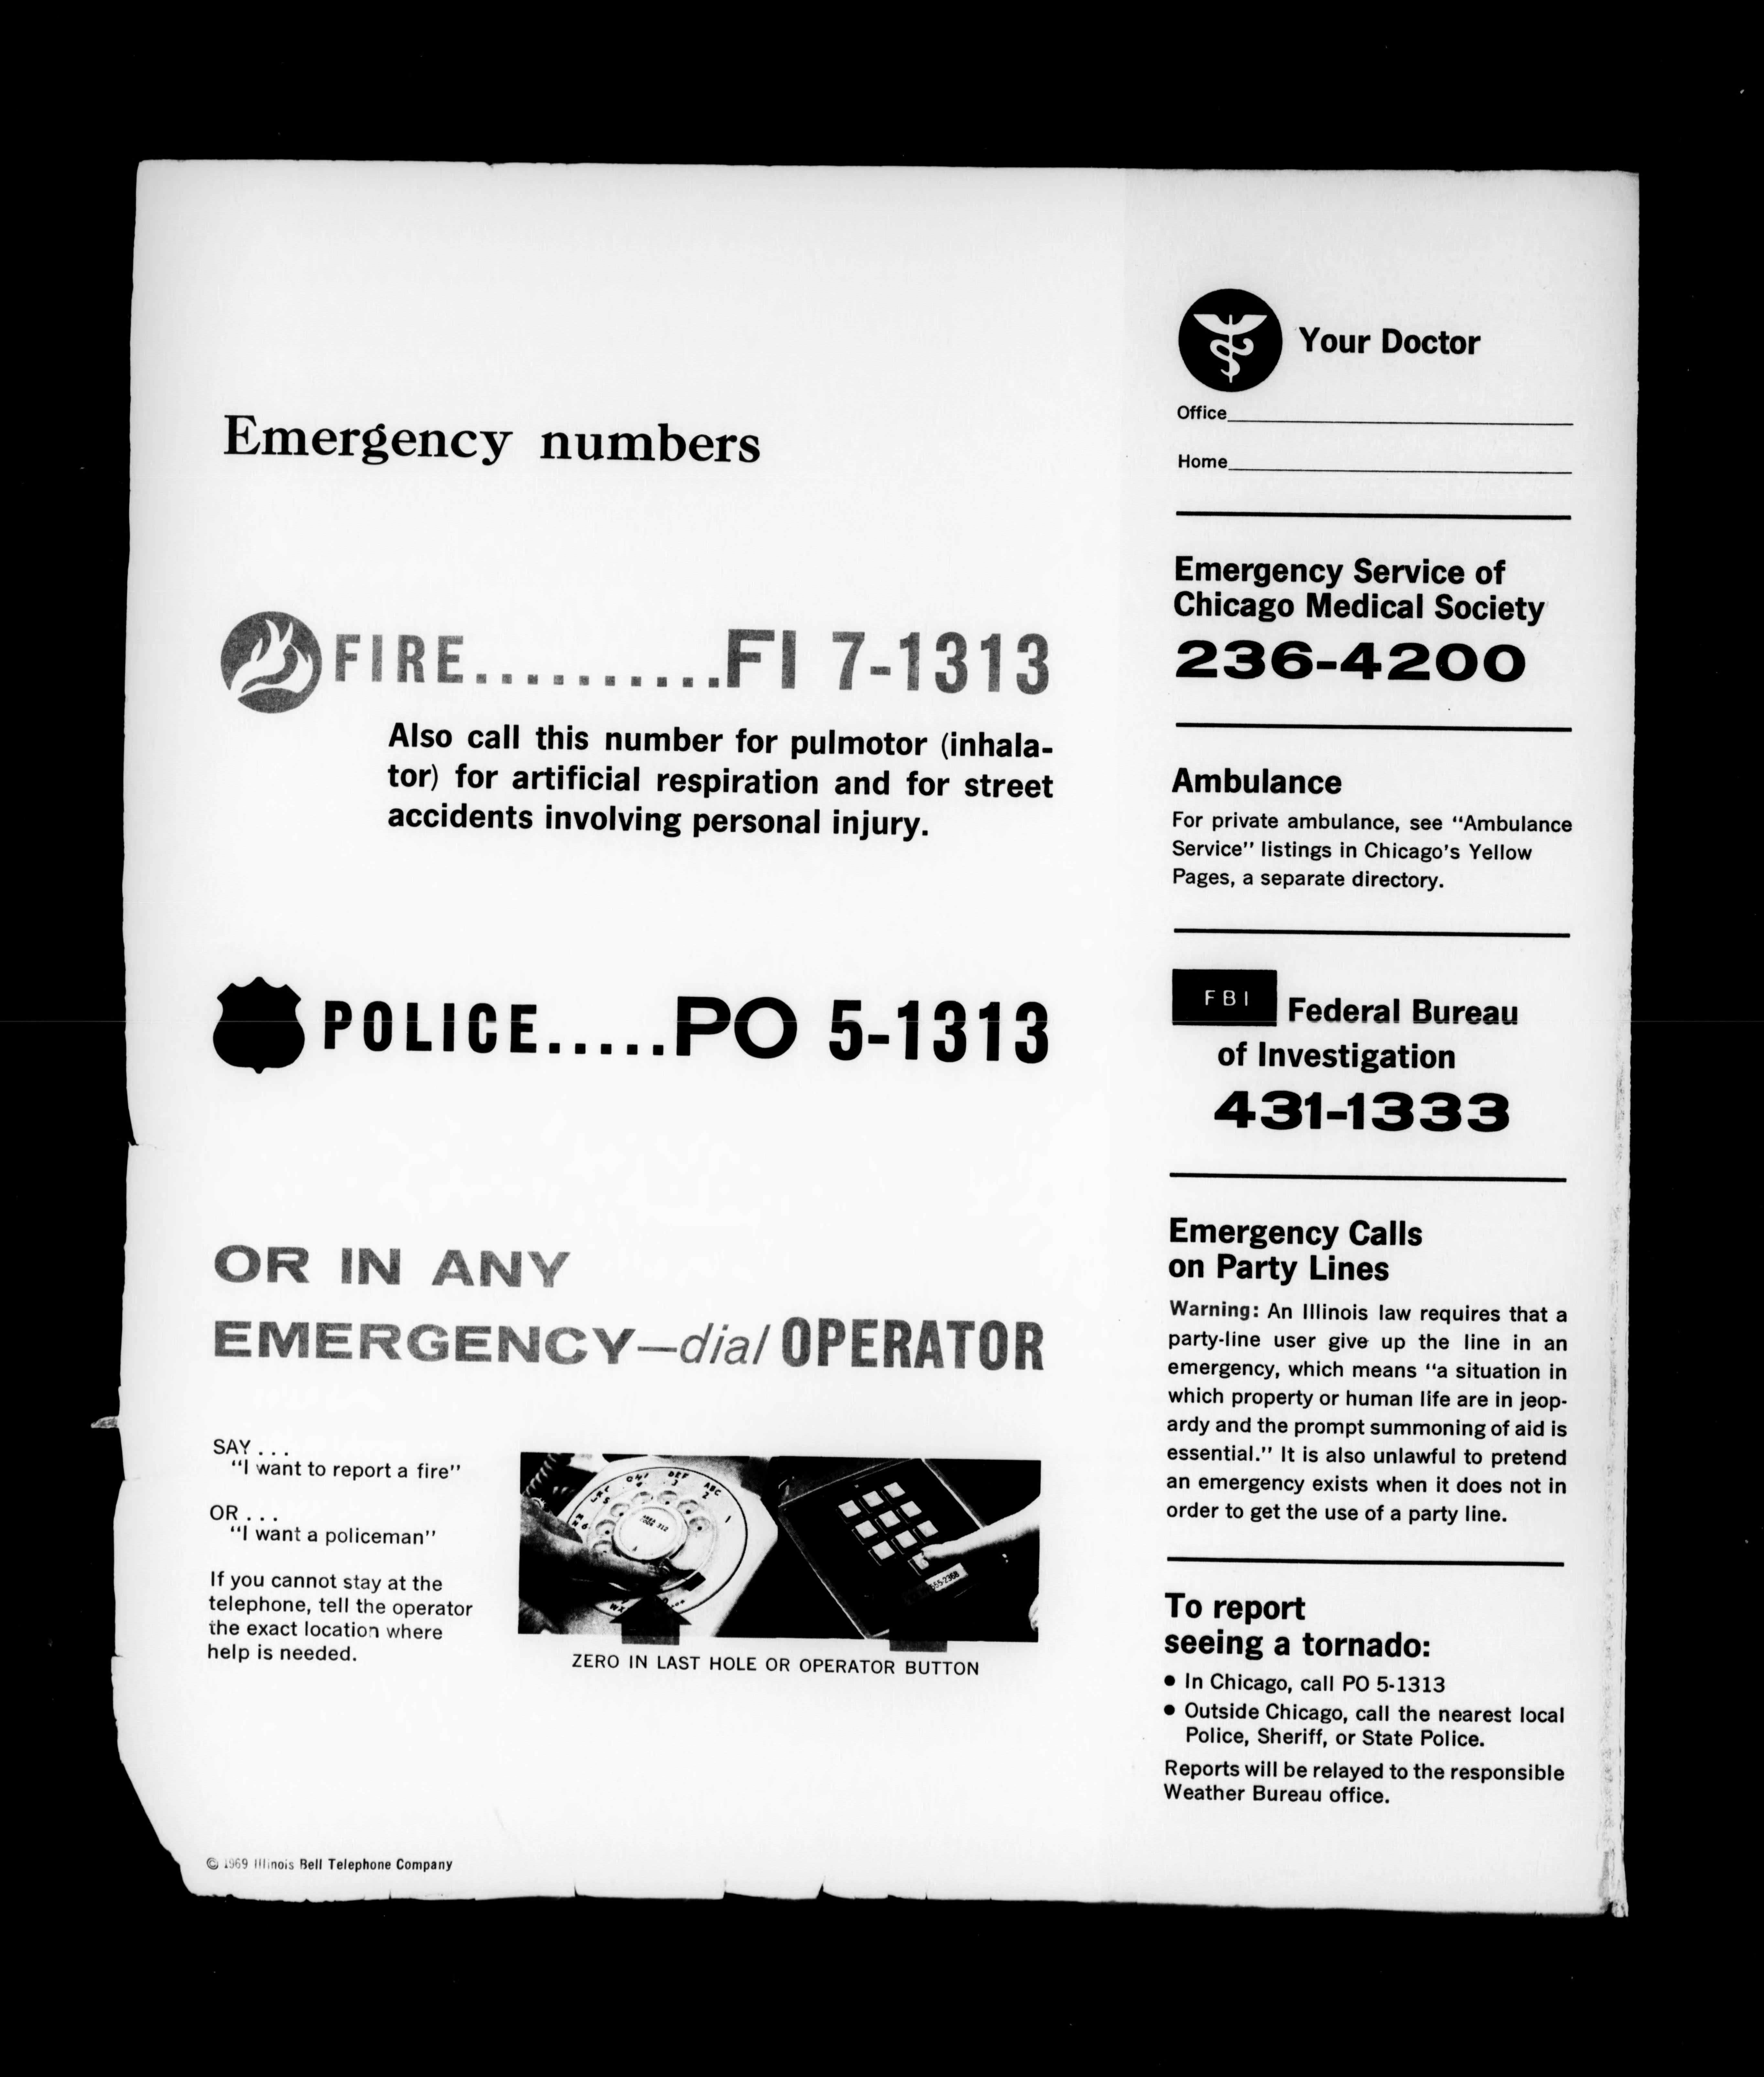 Emergency numbers
FIRE..........FI 7-1313
Also call this number for pulmotor (inhala-
tor) for artificial respiration and for street
accidents involving personal injury.
POLICE.....PO 5-1313
OR IN ANY
EMERGENCY—dial OPERATOR
SAY . . .
"I want to report a fire"
OR . . .
"I want a policeman"
If you cannot stay at the
telephone, tell the operator
the exact location where
help is needed.
ZERO IN LAST HOLE OR OPERATOR BUTTON
© 1969 Illinois Bell Telephone Company
Your Doctor
Office
Home
Emergency Service of
Chicago Medical Society
236-4200
Ambulance
For private ambulance, see "Ambulance
Service" listings in Chicago's Yellow
Pages, a separate directory.
FBI
Federal Bureau
of Investigation
431-1333
Emergency Calls
on Party Lines
Warning: An Illinois law requires that a
party-line user give up the line in an
emergency, which means "a situation in
which property or human life are in jeop-
ardy and the prompt summoning of aid is
essential." It is also unlawful to pretend
an emergency exists when it does not in
order to get the use of a party line.
To report
seeing a tornado:
● In Chicago, call PO 5-1313
● Outside Chicago, call the nearest local
Police, Sheriff, or State Police.
Reports will be relayed to the responsible
Weather Bureau office.